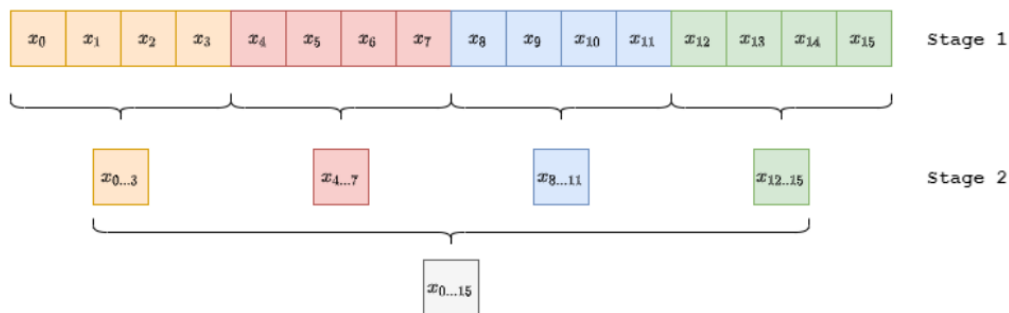 x₀ x₁ x₂ x₃ x₄ x₅ x₆ x₇ x₈ x₉ x₁₀ x₁₁ x₁₂ x₁₃ x₁₄ x₁₅ Stage 1
x₀...₃ x₄...₇ x₈...₁₁ x₁₂..₁₅ Stage 2
x₀...₁₅